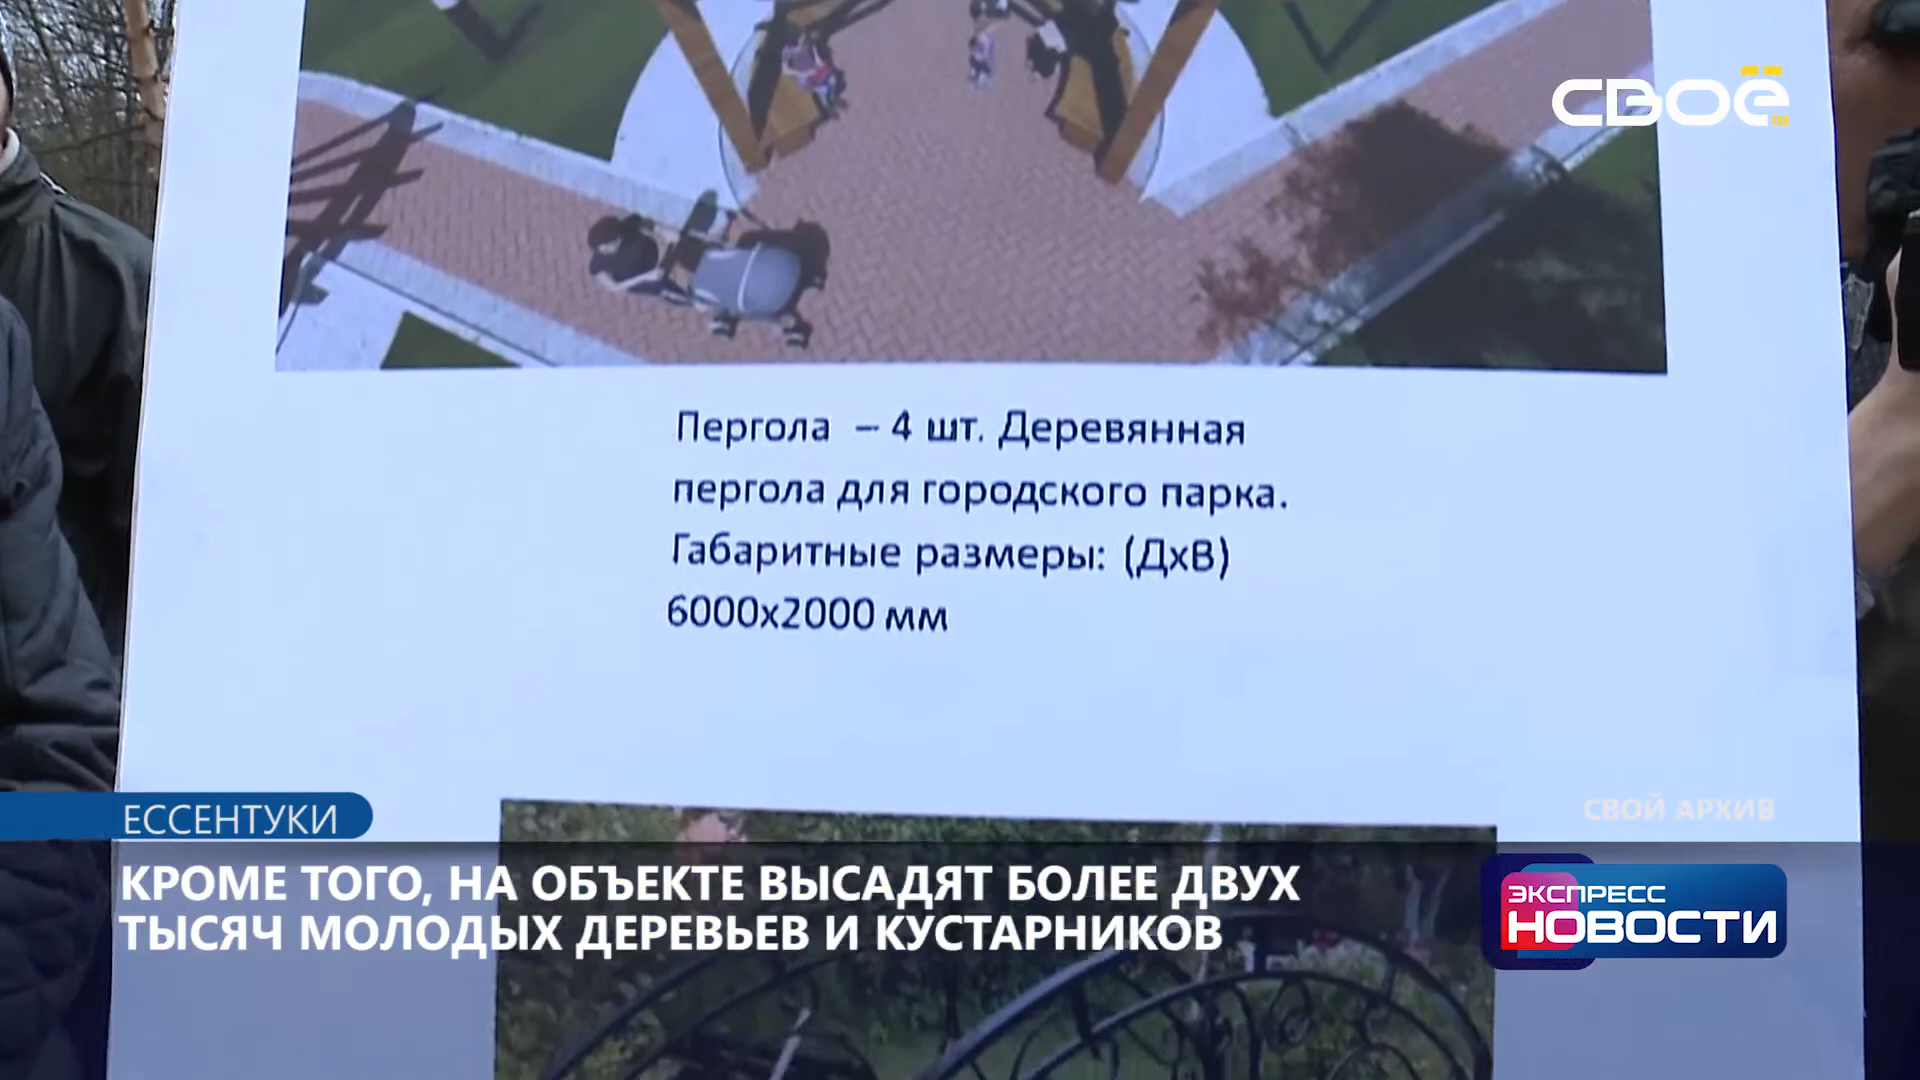 СВОЁ
ТВ
Пергола – 4 шт. Деревянная
пергола для городского парка.
Габаритные размеры: (ДхВ)
6000х2000 мм
ЕССЕНТУКИ
СВОЙ АРХИВ
КРОМЕ ТОГО, НА ОБЪЕКТЕ ВЫСАДЯТ БОЛЕЕ ДВУХ
ТЫСЯЧ МОЛОДЫХ ДЕРЕВЬЕВ И КУСТАРНИКОВ
ЭКСПРЕСС
НОВОСТИ